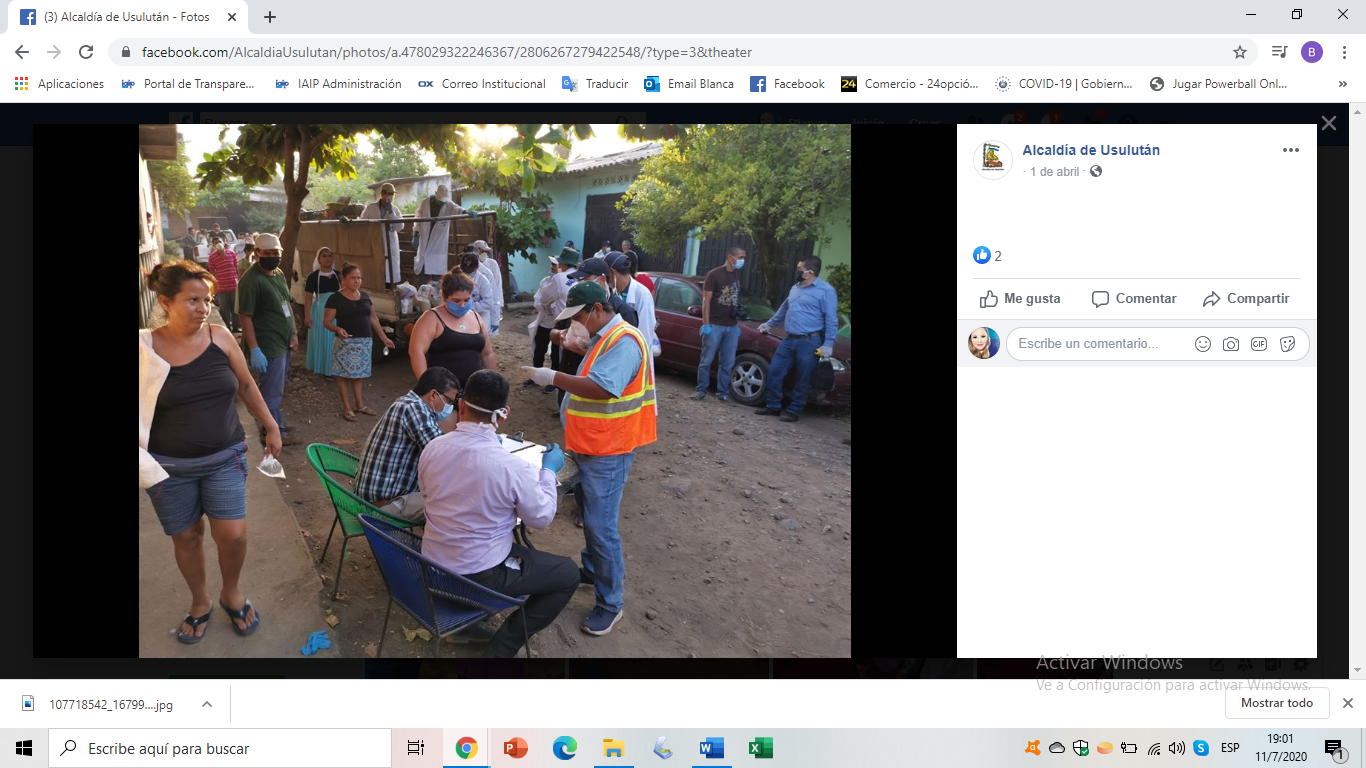 (3) Alcaldía de Usulután - Fotos
facebook.com/AlcaldiaUsulutan/photos/a.478029322246367/2806267279422548/?type=3&theater
B
Aplicaciones
Portal de Transpare...
IAIP Administración
Correo Institucional
Traducir
Email Blanca
Facebook
24
Comercio - 24opció...
COVID-19 | Gobiern...
Jugar Powerball Onl...
»
Alcaldía de Usulután
· 1 de abril ·
2
Me gusta
Comentar
Compartir
Escribe un comentario...
GIF
Activar Windows
Ve a Configuración para activar Windows.
107718542_16799....jpg
Mostrar todo
Escribe aquí para buscar
ESP
19:01
11/7/2020
1